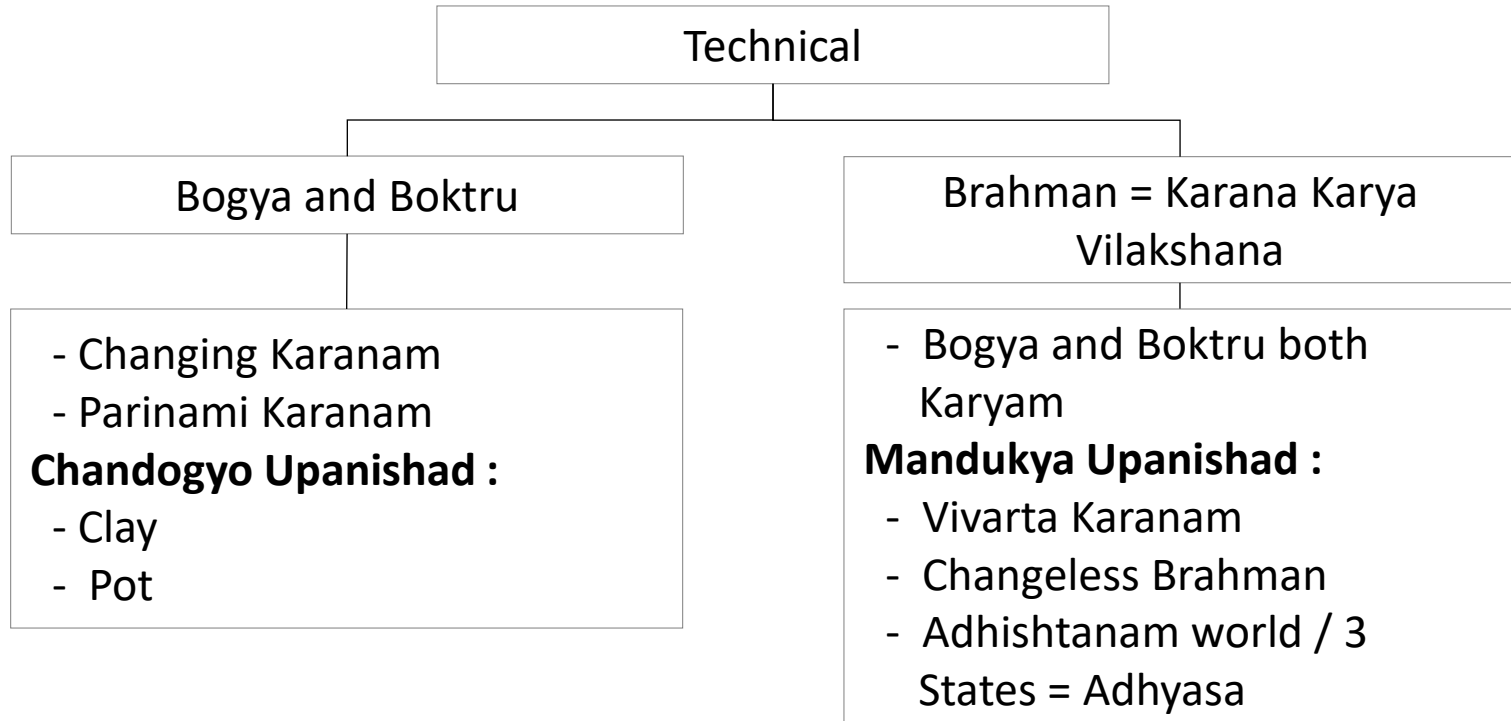 Technical
Bogya and Boktru
- Changing Karanam
- Parinami Karanam
Chandogyo Upanishad :
- Clay
- Pot
Brahman = Karana Karya
Vilakshana
- Bogya and Boktru both
Karyam
Mandukya Upanishad :
- Vivarta Karanam
- Changeless Brahman
- Adhishtanam world / 3
States = Adhyasa